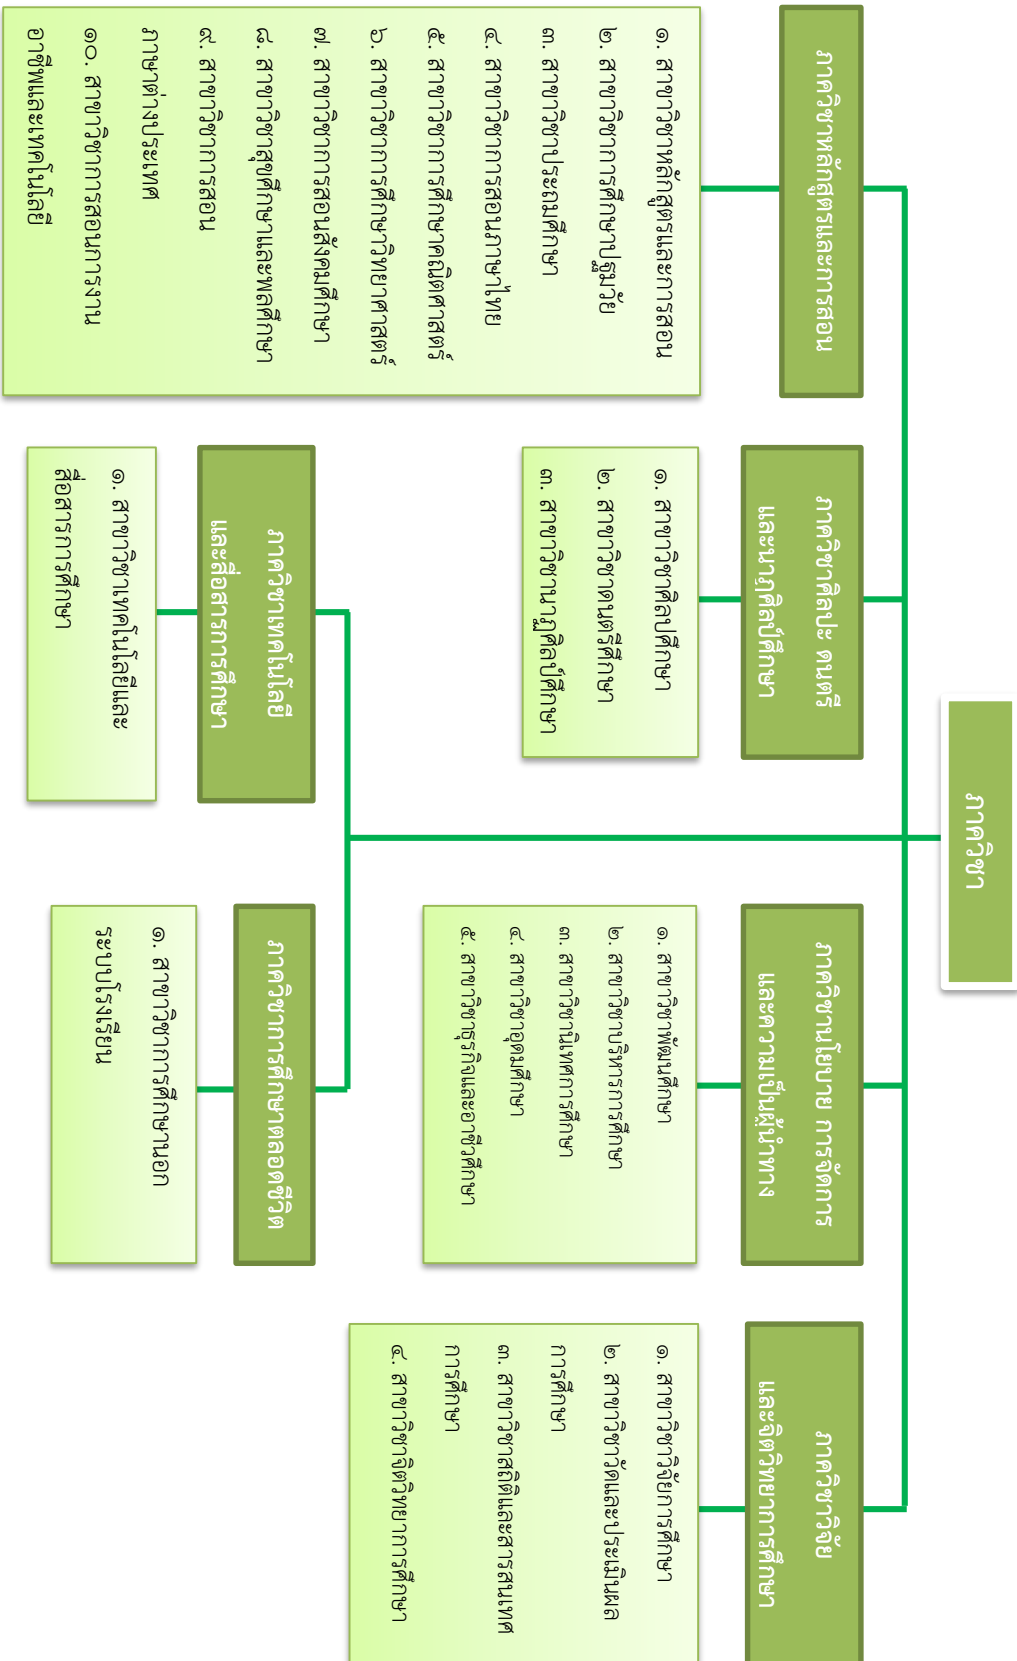 ภาควิชา
ภาควิชาหลักสูตรและการสอน
๑. สาขาวิชาหลักสูตรและการสอน
๒. สาขาวิชาการศึกษาปฐมวัย
๓. สาขาวิชาประถมศึกษา
๔. สาขาวิชาการสอนภาษาไทย
๕. สาขาวิชาการศึกษาคณิตศาสตร์
๖. สาขาวิชาการศึกษาวิทยาศาสตร์
๗. สาขาวิชาการสอนสังคมศึกษา
๘. สาขาวิชาสุขศึกษาและพลศึกษา
๙. สาขาวิชาการสอน
ภาษาต่างประเทศ
๑๐. สาขาวิชาการสอนการงาน
อาชีพและเทคโนโลยี
ภาควิชาศิลปะ ดนตรี
และนาฏศิลป์ศึกษา
๑. สาขาวิชาศิลปศึกษา
๒. สาขาวิชาดนตรีศึกษา
๓. สาขาวิชานาฏศิลป์ศึกษา
ภาควิชานโยบาย การจัดการ
และความเป็นผู้นำทาง
๑. สาขาวิชาพัฒนศึกษา
๒. สาขาวิชาบริหารการศึกษา
๓. สาขาวิชานิเทศการศึกษา
๔. สาขาวิชาอุดมศึกษา
๕. สาขาวิชาธุรกิจและอาชีวศึกษา
ภาควิชาวิจัย
และจิตวิทยาการศึกษา
๑. สาขาวิชาวิจัยการศึกษา
๒. สาขาวิชาวัดและประเมินผล
การศึกษา
๓. สาขาวิชาสถิติและสารสนเทศ
การศึกษา
๔. สาขาวิชาจิตวิทยาการศึกษา
ภาควิชาเทคโนโลยี
และสื่อสารการศึกษา
๑. สาขาวิชาเทคโนโลยีและ
สื่อสารการศึกษา
ภาควิชาการศึกษาตลอดชีวิต
๑. สาขาวิชาการศึกษานอก
ระบบโรงเรียน